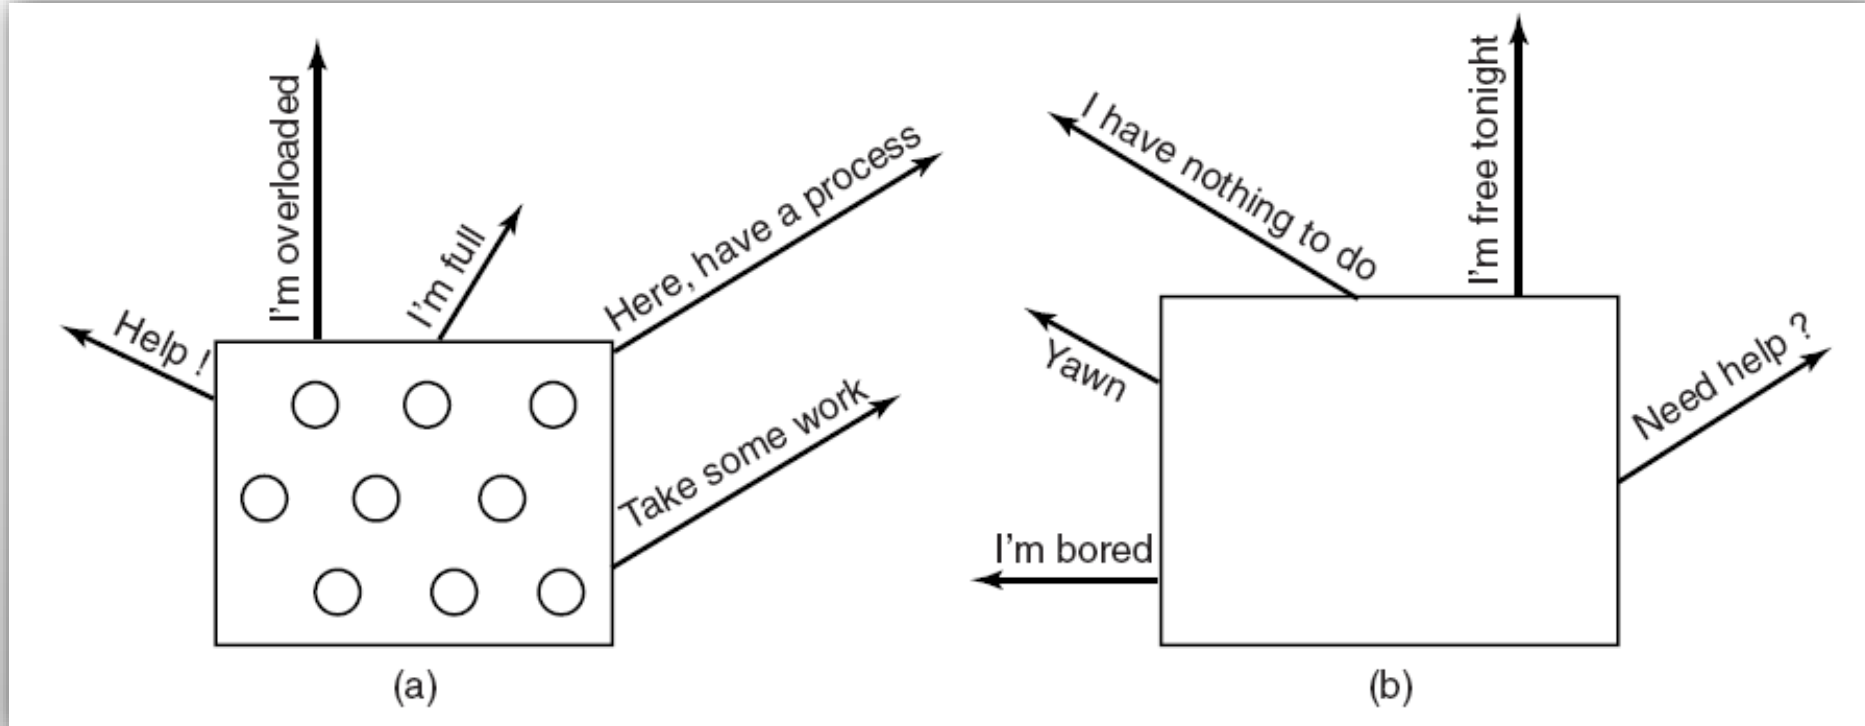 I'm overloaded
I'm full
Here, have a process
Help !
Take some work
(a)
I have nothing to do
I'm free tonight
Yawn
Need help ?
I'm bored
(b)